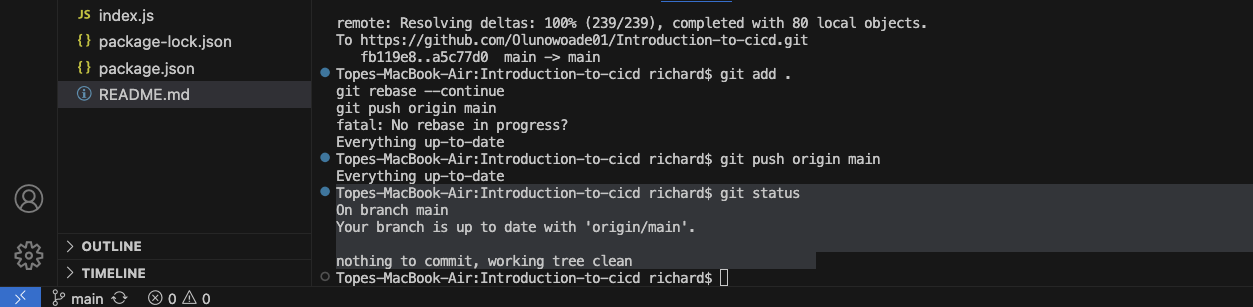 JS index.js
{} package-lock.json
{} package.json
README.md
OUTLINE
TIMELINE
remote: Resolving deltas: 100% (239/239), completed with 80 local objects.
To https://github.com/Olunowoade01/Introduction-to-cicd.git
fb119e8..a5c77d0  main -> main
Topes-MacBook-Air:Introduction-to-cicd richard$ git add .
git rebase --continue
git push origin main
fatal: No rebase in progress?
Everything up-to-date
Topes-MacBook-Air:Introduction-to-cicd richard$ git push origin main
Everything up-to-date
Topes-MacBook-Air:Introduction-to-cicd richard$ git status
On branch main
Your branch is up to date with 'origin/main'.
nothing to commit, working tree clean
Topes-MacBook-Air:Introduction-to-cicd richard$
main 0 0